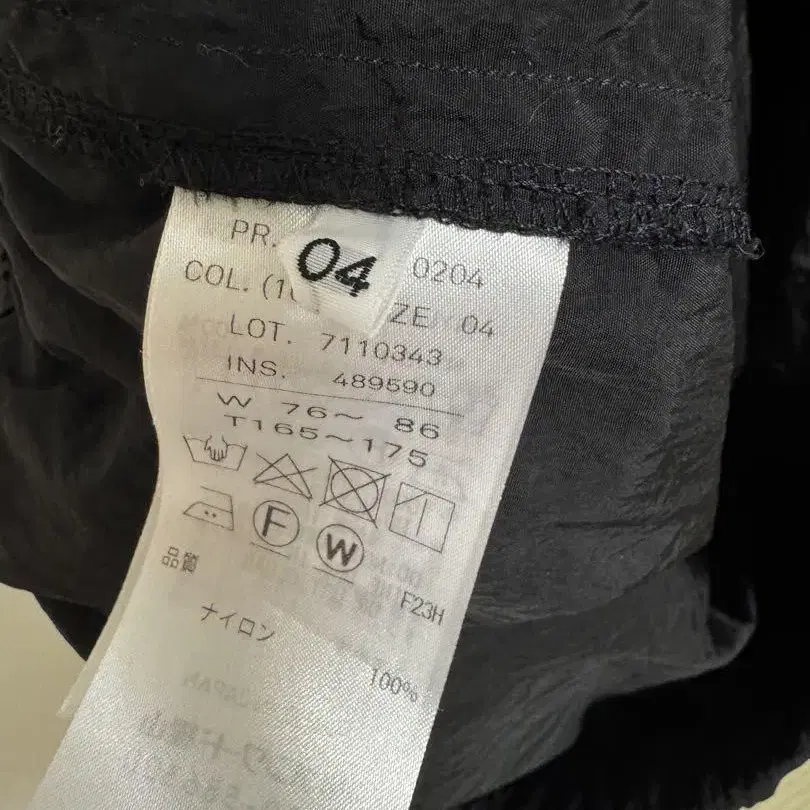 04
PR. 0204
COL. (10 ZE 04
LOT. 7110343
INS. 489590
W 76~ 86
T165~175
F W
品質
F23H
ナイロン
100%